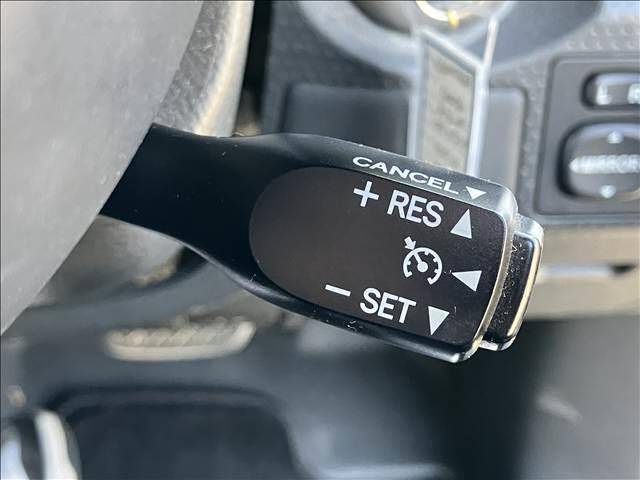 CANCEL
+ RES
- SET
L R